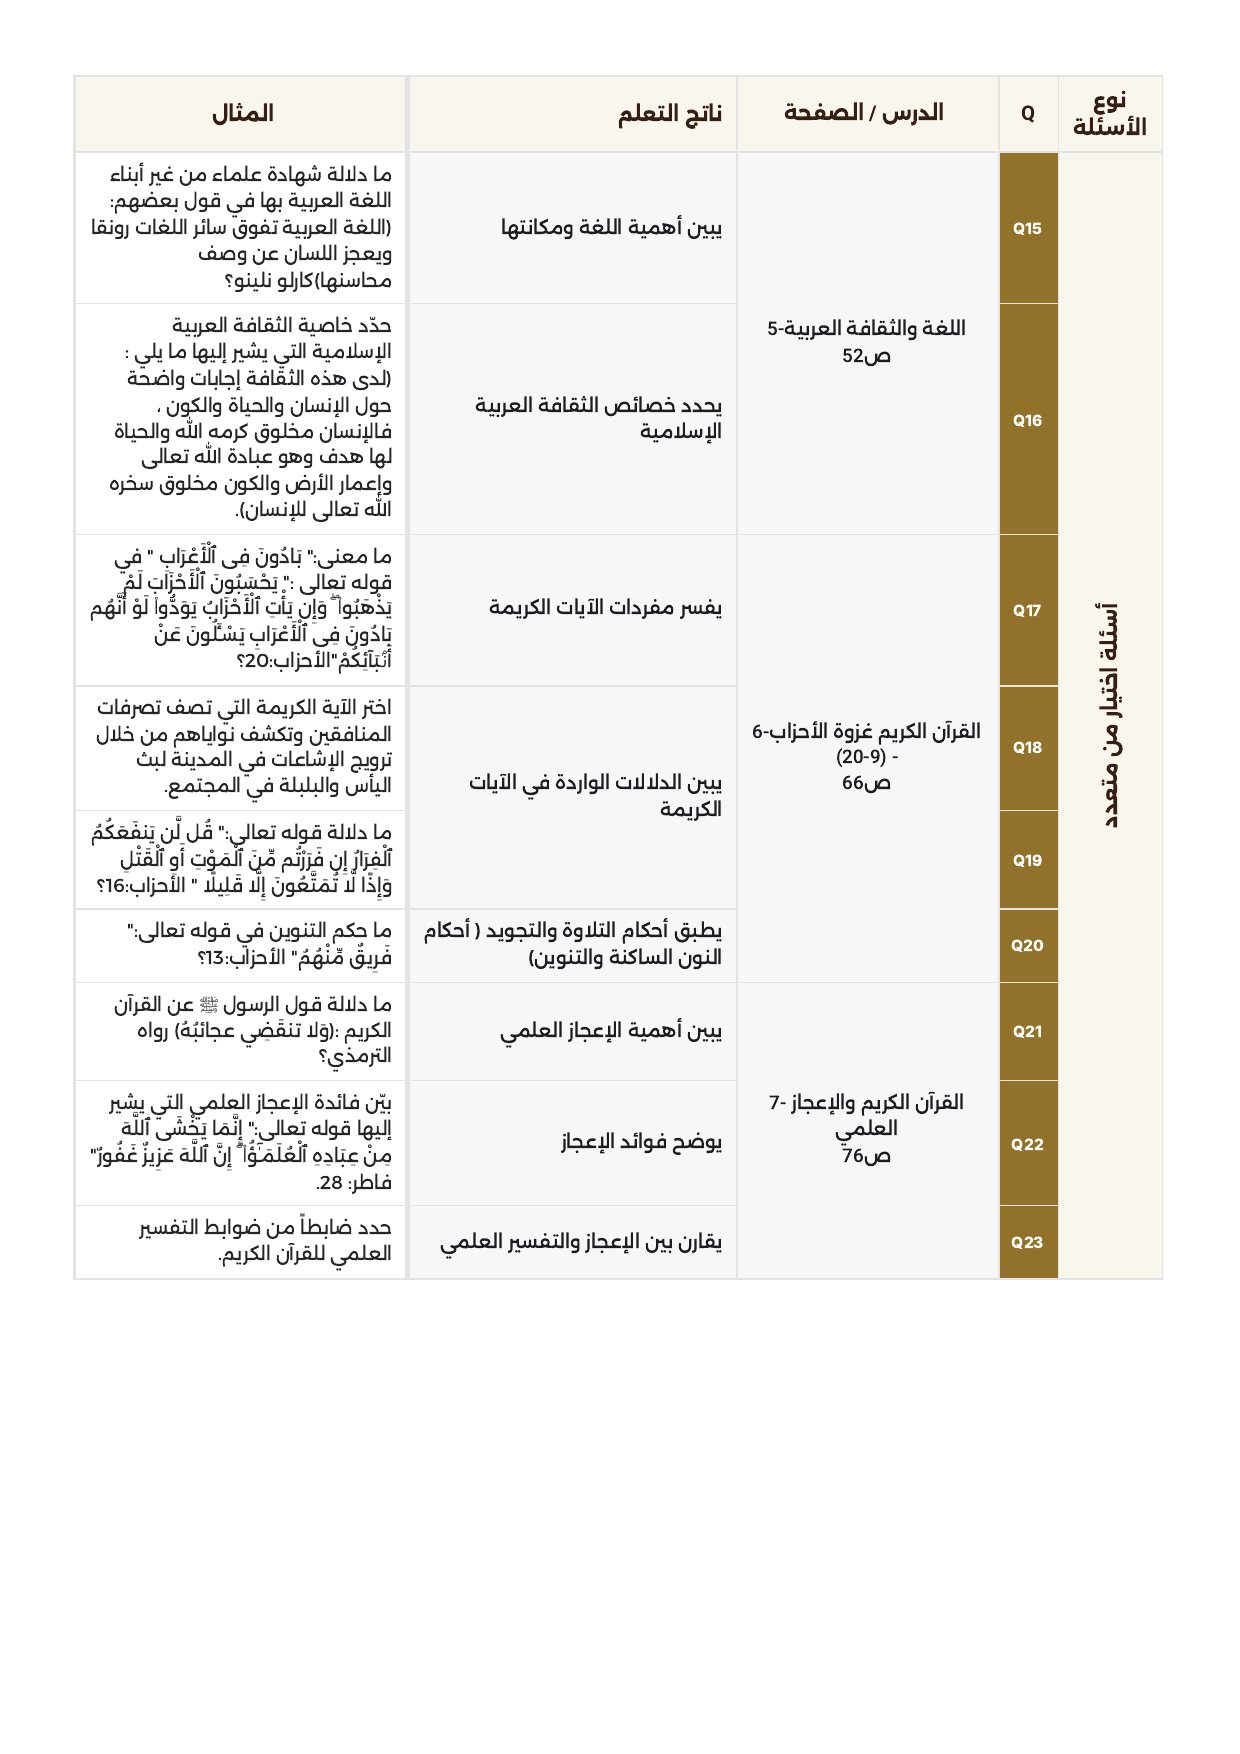 نوع
الأسئلة
Q
الدرس / الصفحة
ناتج التعلم
المثال
أسئلة اختيار من متعدد
Q15
اللغة والثقافة العربية-5
ص52
يبين أهمية اللغة ومكانتها
ما دلالة شهادة علماء من غير أبناء
اللغة العربية بها في قول بعضهم:
(اللغة العربية تفوق سائر اللغات رونقا
ويعجز اللسان عن وصف
محاسنها)كارلو نلينو؟
Q16
يحدد خصائص الثقافة العربية
الإسلامية
حدّد خاصية الثقافة العربية
الإسلامية التي يشير إليها ما يلي :
(لدى هذه الثقافة إجابات واضحة
حول الإنسان والحياة والكون ،
فالإنسان مخلوق كرمه الله والحياة
لها هدف وهو عبادة الله تعالى
وإعمار الأرض والكون مخلوق سخره
الله تعالى للإنسان).
Q17
القرآن الكريم غزوة الأحزاب-6
- (9-20)
ص66
يفسر مفردات الآيات الكريمة
ما معنى:" بَادُونَ فِى ٱلْأَعْرَابِ " في
قوله تعالى :" يَحْسَبُونَ ٱلْأَحْزَابَ لَمْ
يَذْهَبُوا۟ ۖ وَإِن يَأْتِ ٱلْأَحْزَابُ يَوَدُّوا۟ لَوْ أَنَّهُم
بَادُونَ فِى ٱلْأَعْرَابِ يَسْـَٔلُونَ عَنْ
أَنۢبَآئِكُمْ"الأحزاب:20؟
Q18
يبين الدلالات الواردة في الآيات
الكريمة
اختر الآية الكريمة التي تصف تصرفات
المنافقين وتكشف نواياهم من خلال
ترويج الإشاعات في المدينة لبث
اليأس والبلبلة في المجتمع.
Q19
ما دلالة قوله تعالى:" قُل لَّن يَنفَعَكُمُ
ٱلْفِرَارُ إِن فَرَرْتُم مِّنَ ٱلْمَوْتِ أَوِ ٱلْقَتْلِ
وَإِذًا لَّا تُمَتَّعُونَ إِلَّا قَلِيلًا " الأحزاب:16؟
Q20
يطبق أحكام التلاوة والتجويد ( أحكام
النون الساكنة والتنوين)
ما حكم التنوين في قوله تعالى:"
فَرِيقٌ مِّنْهُمُ" الأحزاب:13؟
Q21
القرآن الكريم والإعجاز -7
العلمي
ص76
يبين أهمية الإعجاز العلمي
ما دلالة قول الرسول ﷺ عن القرآن
الكريم :(وَلا تنقَضِي عجائبُهُ) رواه
الترمذي؟
Q22
يوضح فوائد الإعجاز
بيّن فائدة الإعجاز العلمي التي يشير
إليها قوله تعالى:" إِنَّمَا يَخْشَى ٱللَّهَ
مِنْ عِبَادِهِ ٱلْعُلَمَـٰٓؤُا۟ ۗ إِنَّ ٱللَّهَ عَزِيزٌ غَفُورٌ"
فاطر: 28.
Q23
يقارن بين الإعجاز والتفسير العلمي
حدد ضابطاً من ضوابط التفسير
العلمي للقرآن الكريم.